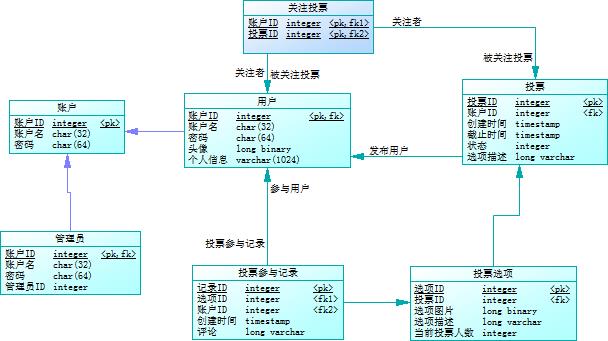 关注投票
账户ID integer <pk,fk1>
投票ID integer <pk,fk2>
关注者
被关注投票
关注者
被关注投票
账户
账户ID integer <pk>
账户名 char(32)
密码 char(64)
用户
账户ID integer <pk,fk>
账户名 char(32)
密码 char(64)
头像 long binary
个人信息 varchar(1024)
投票
投票ID integer <pk>
账户ID integer <fk>
创建时间 timestamp
截止时间 timestamp
状态 integer
选项描述 long varchar
发布用户
参与用户
投票参与记录
管理员
账户ID integer <pk,fk>
账户名 char(32)
密码 char(64)
管理员ID integer
投票参与记录
记录ID integer <pk>
选项ID integer <fk1>
账户ID integer <fk2>
创建时间 timestamp
评论 long varchar
投票选项
选项ID integer <pk>
投票ID integer <fk>
选项图片 long binary
选项描述 long varchar
当前投票人数 integer